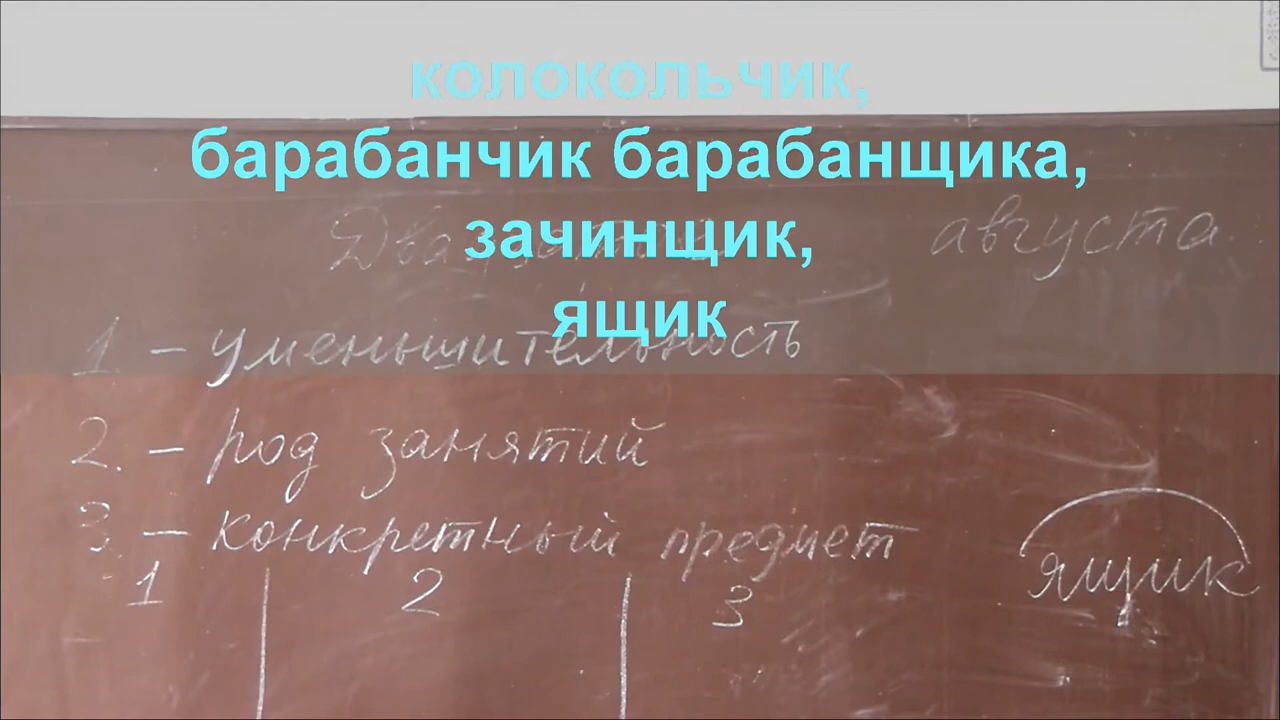 колокольчик,
барабанчик барабанщика,
зачинщик,
ящик
августа
1. – уменьшительность
2. – род занятий
3. – конкретный предмет
ящик
1 2 3